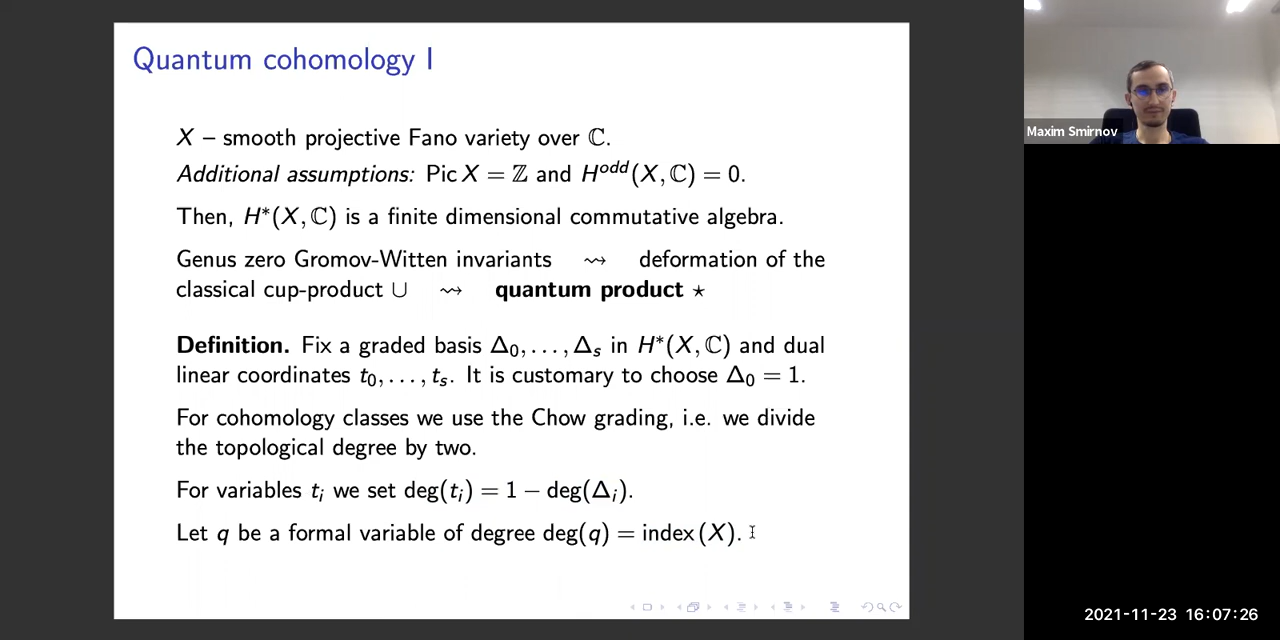 Quantum cohomology I
X – smooth projective Fano variety over ℂ.
Additional assumptions: Pic X = ℤ and H^{odd}(X, ℂ) = 0.
Then, H*(X, ℂ) is a finite dimensional commutative algebra.
Genus zero Gromov-Witten invariants ⇝ deformation of the
classical cup-product ∪ ⇝ quantum product ⋆
Definition. Fix a graded basis Δ₀, . . . , Δₛ in H*(X, ℂ) and dual
linear coordinates t₀, . . . , tₛ. It is customary to choose Δ₀ = 1.
For cohomology classes we use the Chow grading, i.e. we divide
the topological degree by two.
For variables tᵢ we set deg(tᵢ) = 1 − deg(Δᵢ).
Let q be a formal variable of degree deg(q) = index (X).
Maxim Smirnov
2021-11-23 16:07:26